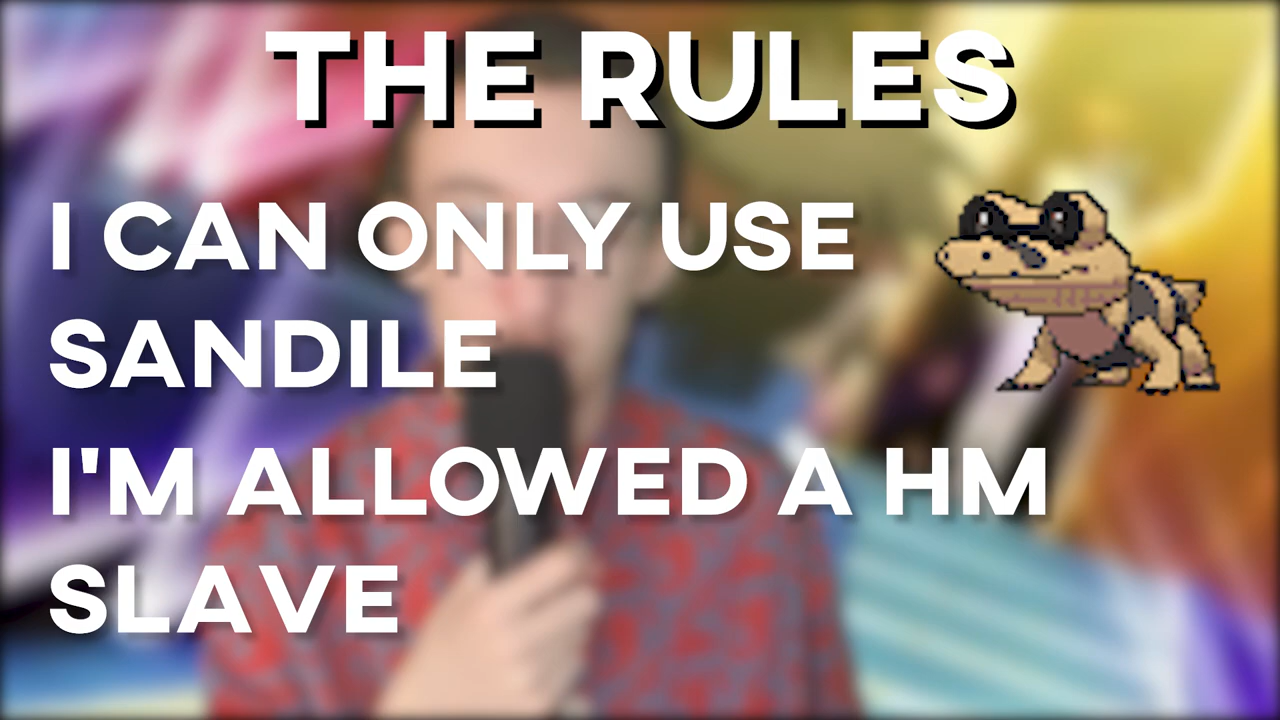 THE RULES
I CAN ONLY USE
SANDILE
I'M ALLOWED A HM
SLAVE